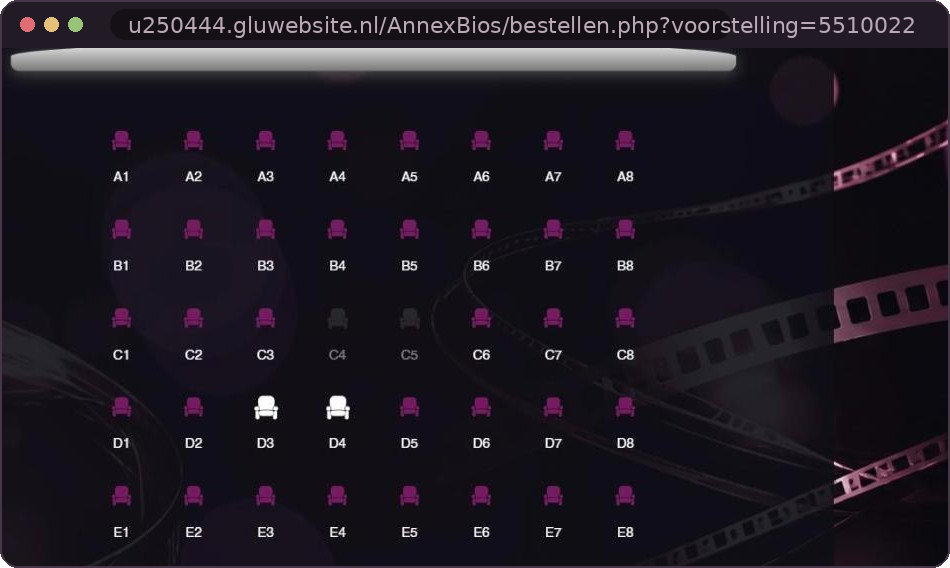 u250444.gluwebsite.nl/AnnexBios/bestellen.php?voorstelling=5510022
A1 A2 A3 A4 A5 A6 A7 A8
B1 B2 B3 B4 B5 B6 B7 B8
C1 C2 C3 C4 C5 C6 C7 C8
D1 D2 D3 D4 D5 D6 D7 D8
E1 E2 E3 E4 E5 E6 E7 E8